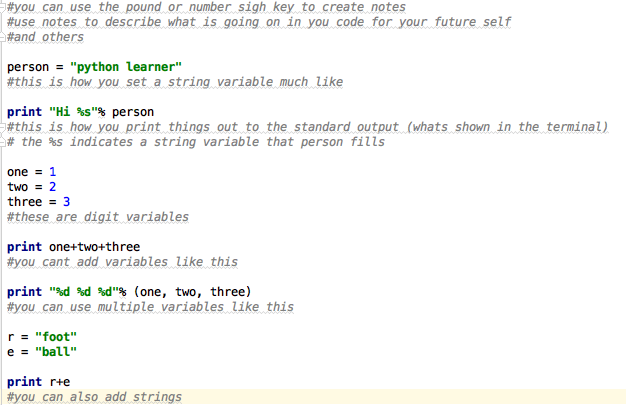 #you can use the pound or number sigh key to create notes
#use notes to describe what is going on in you code for your future self
#and others
person = "python learner"
#this is how you set a string variable much like
print "Hi %s"% person
#this is how you print things out to the standard output (whats shown in the terminal)
# the %s indicates a string variable that person fills
one = 1
two = 2
three = 3
#these are digit variables
print one+two+three
#you cant add variables like this
print "%d %d %d"% (one, two, three)
#you can use multiple variables like this
r = "foot"
e = "ball"
print r+e
#you can also add strings